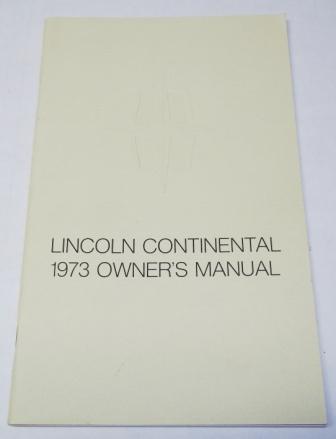 LINCOLN CONTINENTAL
1973 OWNER'S MANUAL